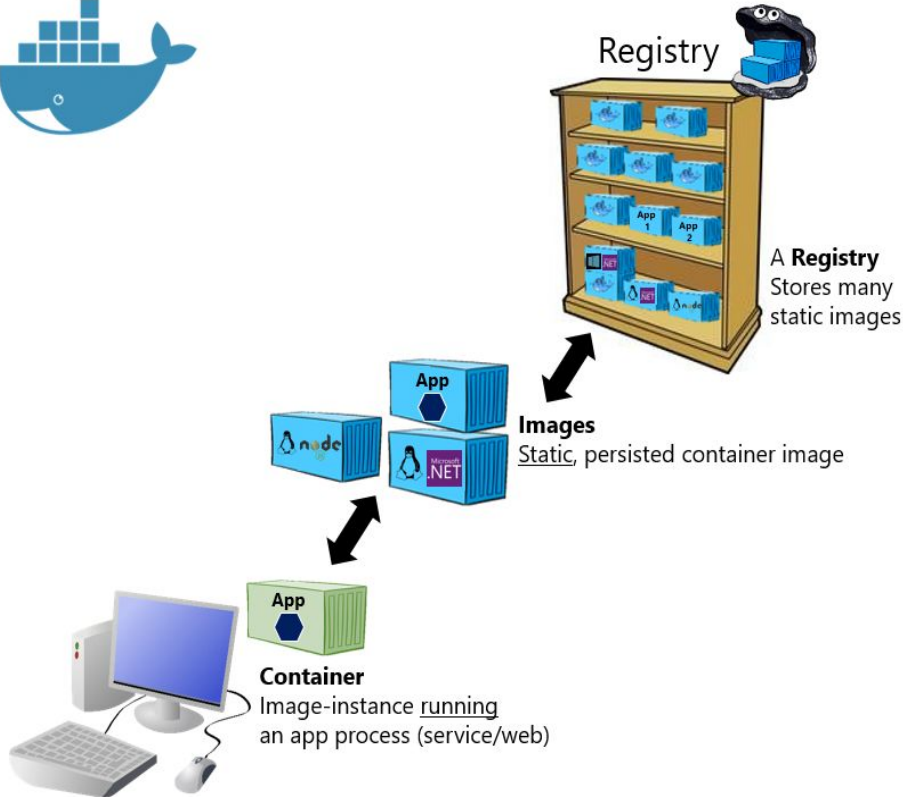 Registry
App
1
App
2
.NET
.NET
node
A Registry
Stores many
static images
App
Images
Static, persisted container image
node
Microsoft
.NET
App
Container
Image-instance running
an app process (service/web)